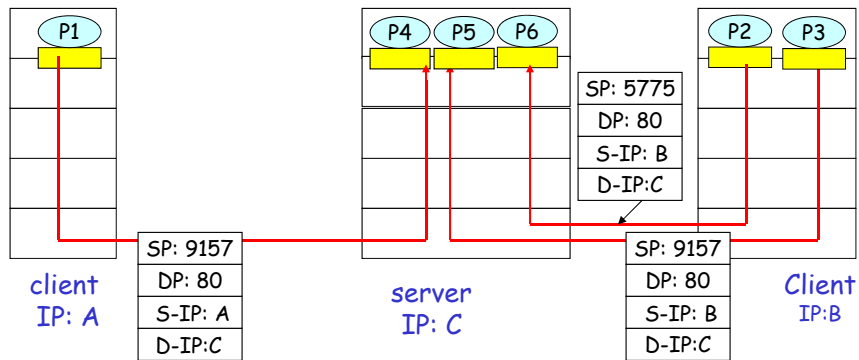 P1
P4
P5
P6
P2
P3
SP: 5775
DP: 80
S-IP: B
D-IP:C
SP: 9157
DP: 80
S-IP: A
D-IP:C
SP: 9157
DP: 80
S-IP: B
D-IP:C
client
IP: A
server
IP: C
Client
IP:B